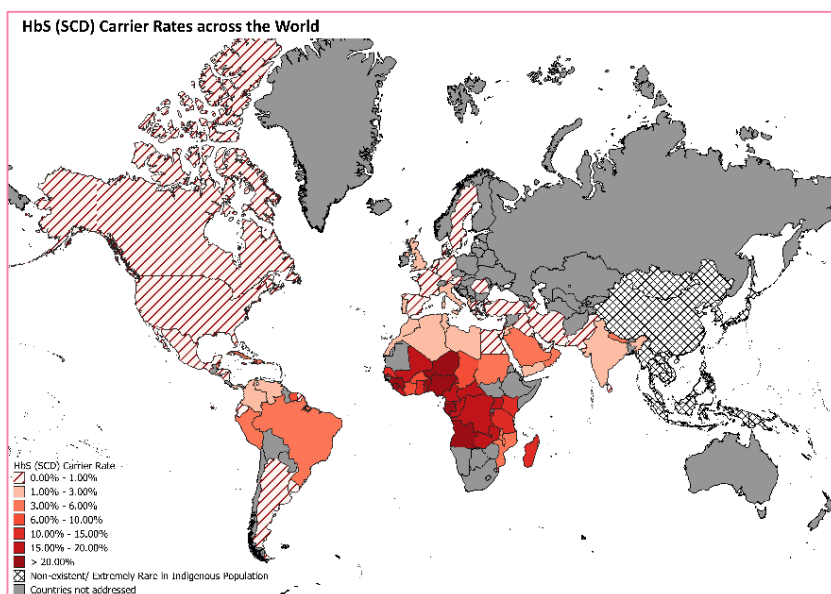 HbS (SCD) Carrier Rates across the World
HbS (SCD) Carrier Rate
0.00% - 1.00%
1.00% - 3.00%
3.00% - 6.00%
6.00% - 10.00%
10.00% - 15.00%
15.00% - 20.00%
> 20.00%
Non-existent/ Extremely Rare in Indigenous Population
Countries not addressed